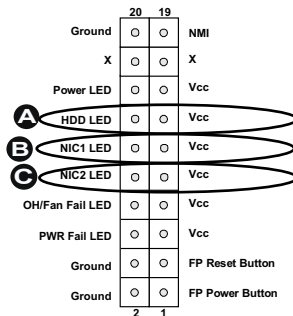 20 19
Ground NMI
X X
Power LED Vcc
A HDD LED Vcc
B NIC1 LED Vcc
C NIC2 LED Vcc
OH/Fan Fail LED Vcc
PWR Fail LED Vcc
Ground FP Reset Button
Ground FP Power Button
2 1